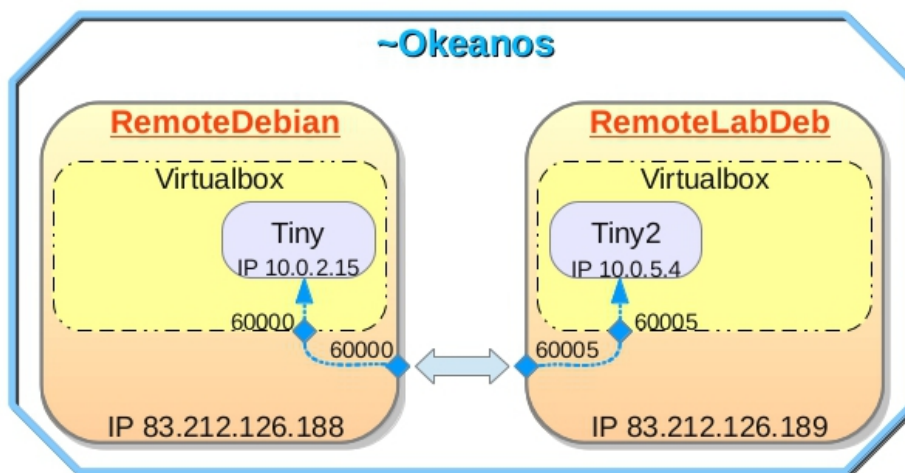 ~Okeanos
RemoteDebian
Virtualbox
Tiny
IP 10.0.2.15
60000
60000
IP 83.212.126.188
RemoteLabDeb
Virtualbox
Tiny2
IP 10.0.5.4
60005
60005
IP 83.212.126.189